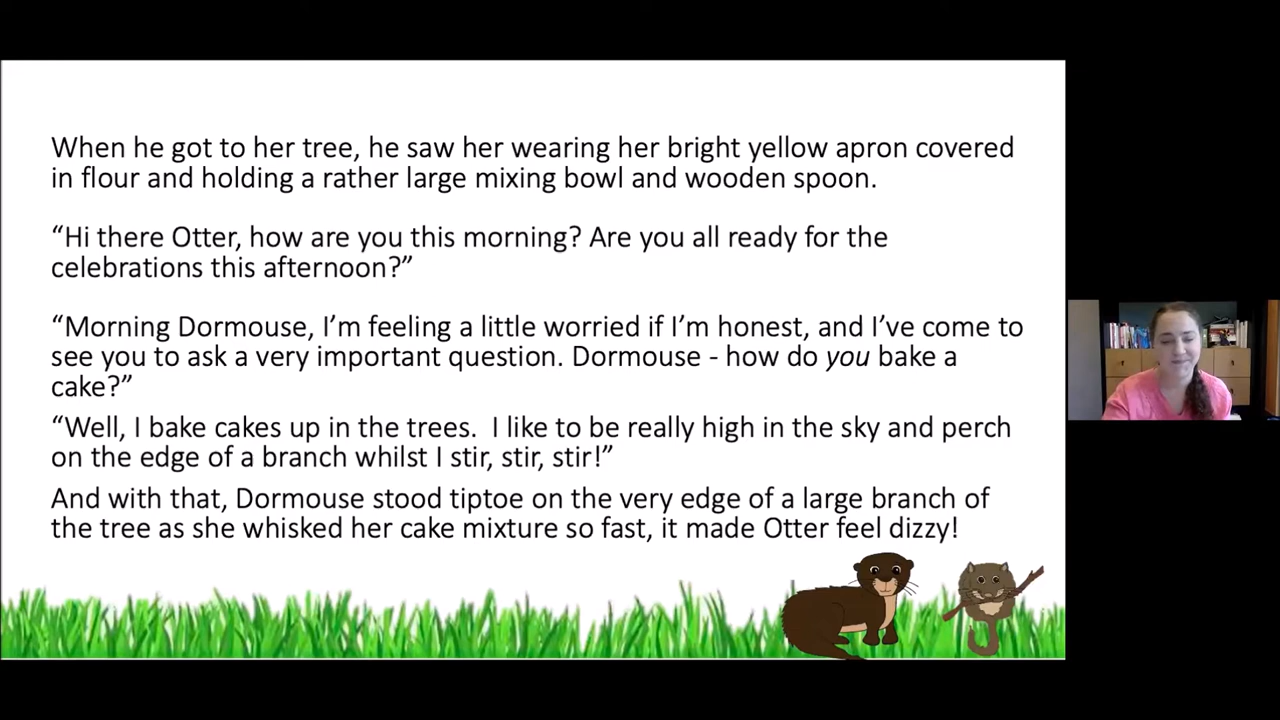 When he got to her tree, he saw her wearing her bright yellow apron covered
in flour and holding a rather large mixing bowl and wooden spoon.
“Hi there Otter, how are you this morning? Are you all ready for the
celebrations this afternoon?”
“Morning Dormouse, I’m feeling a little worried if I’m honest, and I’ve come to
see you to ask a very important question. Dormouse - how do you bake a
cake?”
“Well, I bake cakes up in the trees.  I like to be really high in the sky and perch
on the edge of a branch whilst I stir, stir, stir!”
And with that, Dormouse stood tiptoe on the very edge of a large branch of
the tree as she whisked her cake mixture so fast, it made Otter feel dizzy!